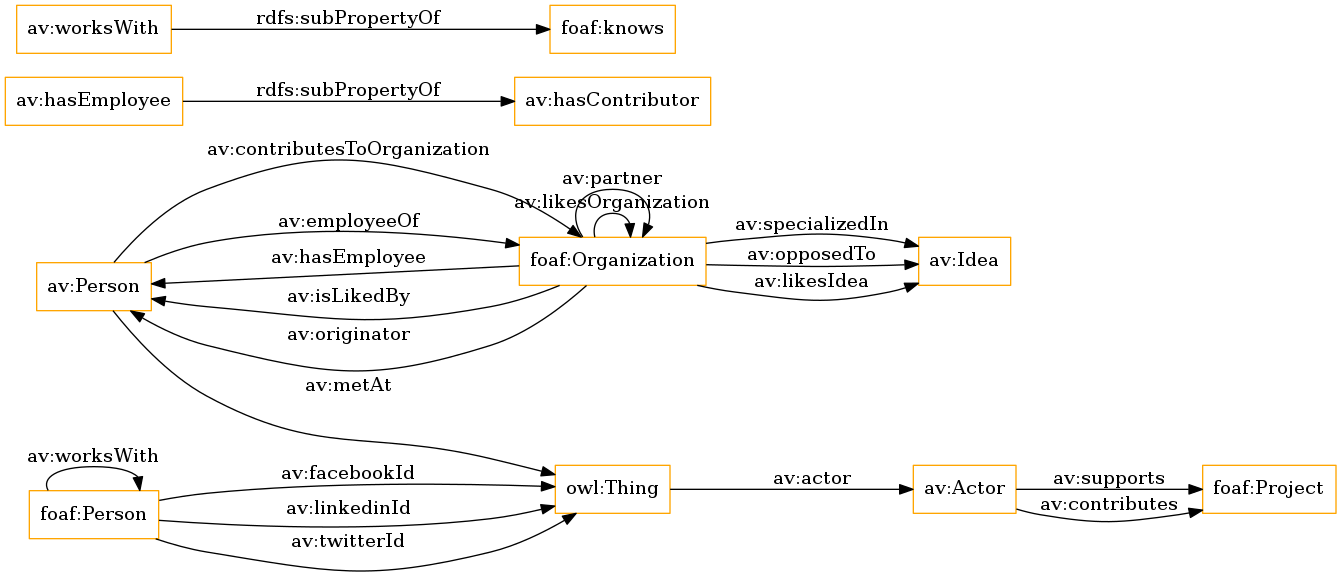 av:worksWith
rdfs:subPropertyOf
foaf:knows
av:hasEmployee
rdfs:subPropertyOf
av:hasContributor
av:contributesToOrganization
av:partner
av:likesOrganization
av:employeeOf
av:specializedIn
av:hasEmployee
foaf:Organization
av:opposedTo
av:Idea
av:Person
av:isLikedBy
av:likesIdea
av:originator
av:metAt
av:worksWith
av:facebookId
owl:Thing
av:actor
av:Actor
av:supports
foaf:Project
av:contributes
foaf:Person
av:linkedinId
av:twitterId